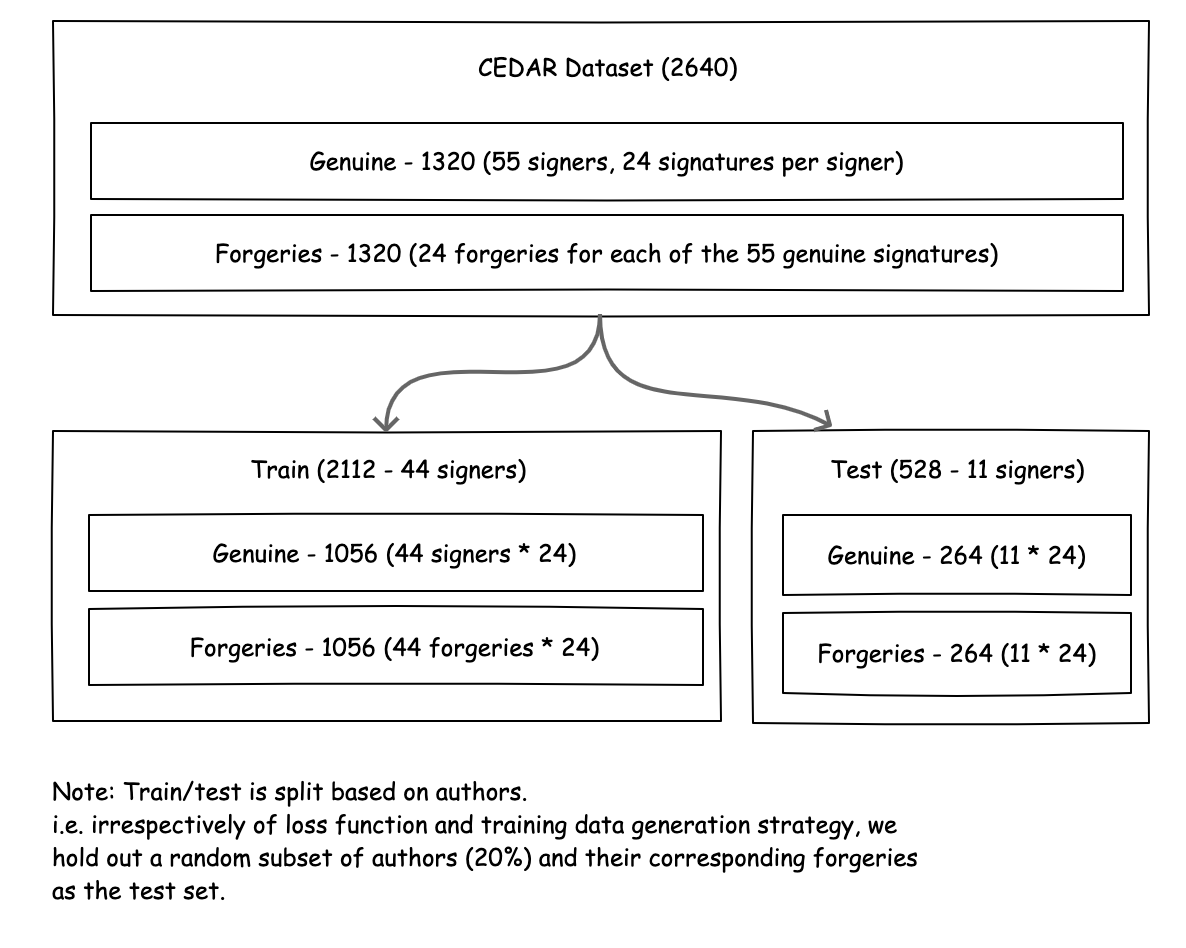 CEDAR Dataset (2640)
Genuine - 1320 (55 signers, 24 signatures per signer)
Forgeries - 1320 (24 forgeries for each of the 55 genuine signatures)
Train (2112 - 44 signers)
Genuine - 1056 (44 signers * 24)
Forgeries - 1056 (44 forgeries * 24)
Test (528 - 11 signers)
Genuine - 264 (11 * 24)
Forgeries - 264 (11 * 24)
Note: Train/test is split based on authors.
i.e. irrespectively of loss function and training data generation strategy, we
hold out a random subset of authors (20%) and their corresponding forgeries
as the test set.